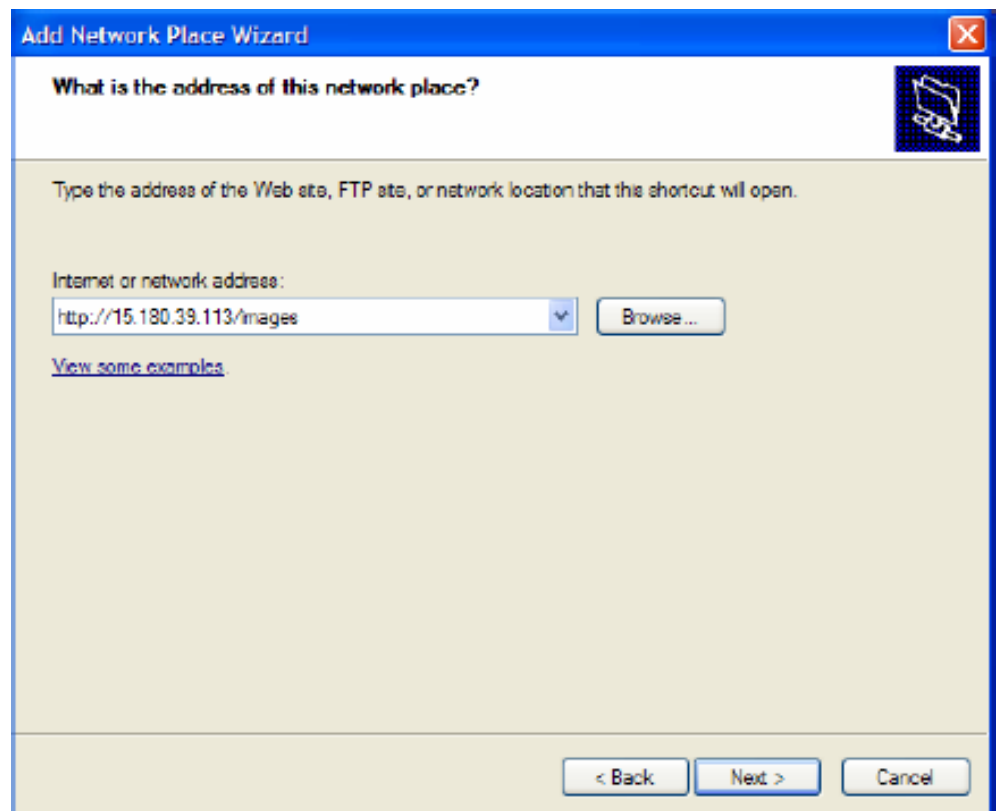 Add Network Place Wizard
What is the address of this network place?
Type the address of the Web site, FTP site, or network location that this shortcut will open.
Internet or network address:
http://15.180.39.113/images
Browse...
View some examples.
< Back
Next >
Cancel